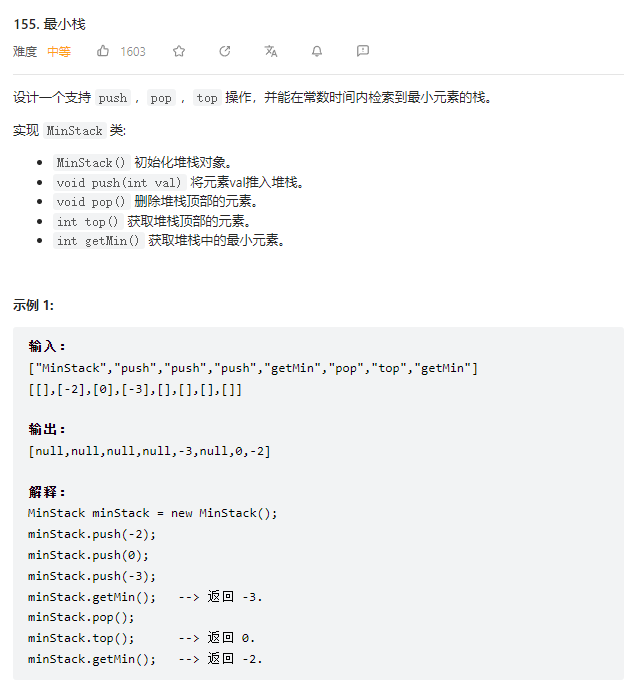 155. 最小栈
难度 中等 1603
设计一个支持 push ，pop ，top 操作，并能在常数时间内检索到最小元素的栈。
实现 MinStack 类:
MinStack() 初始化堆栈对象。
void push(int val) 将元素val推入堆栈。
void pop() 删除堆栈顶部的元素。
int top() 获取堆栈顶部的元素。
int getMin() 获取堆栈中的最小元素。
示例 1:
输入：
["MinStack","push","push","push","getMin","pop","top","getMin"]
[[],[-2],[0],[-3],[],[],[],[]]
输出：
[null,null,null,null,-3,null,0,-2]
解释：
MinStack minStack = new MinStack();
minStack.push(-2);
minStack.push(0);
minStack.push(-3);
minStack.getMin();   --> 返回 -3.
minStack.pop();
minStack.top();      --> 返回 0.
minStack.getMin();   --> 返回 -2.